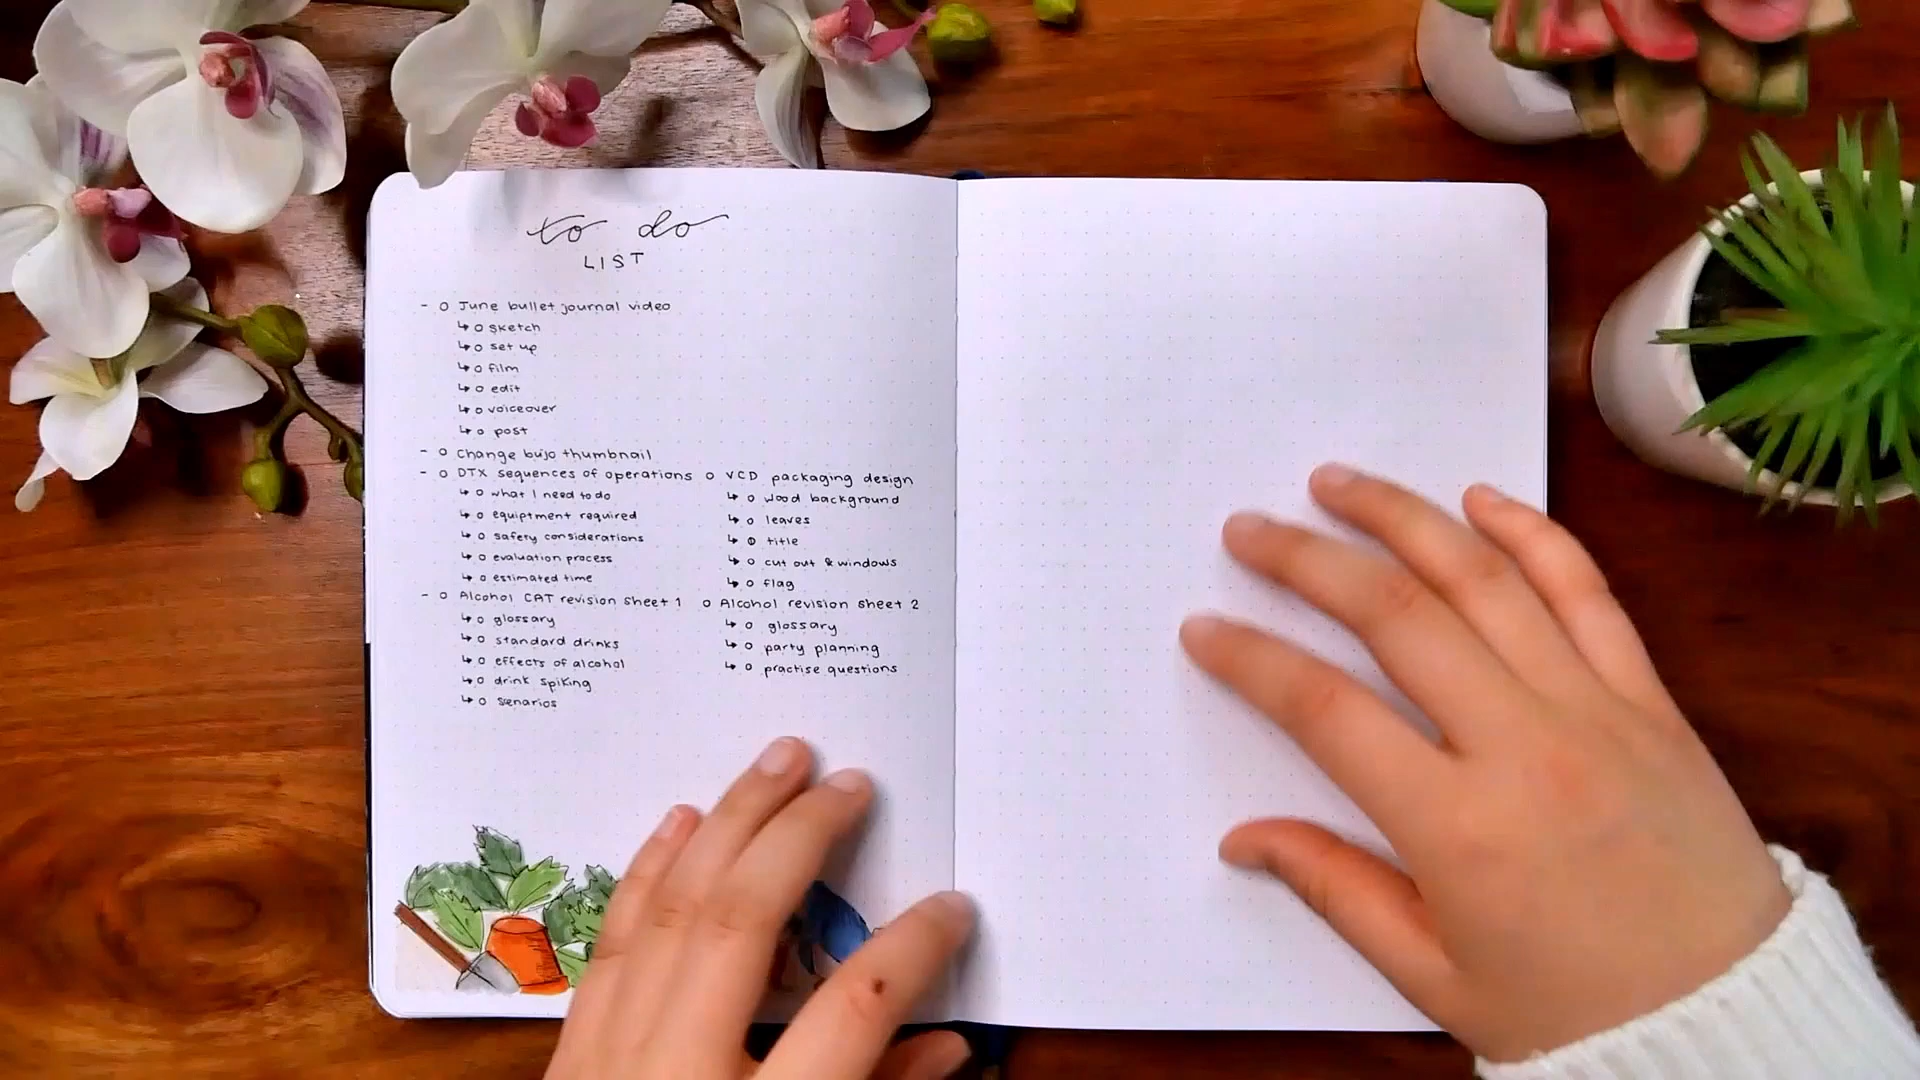 to do
LIST
- o June bullet journal video
↳ o sketch
↳ o set up
↳ o film
↳ o edit
↳ o voiceover
↳ o post
- o Change bujo thumbnail
- o DTX sequences of operations
↳ o what I need to do
↳ o equiptment required
↳ o safety considerations
↳ o evaluation process
↳ o estimated time
o VCD packaging design
↳ o wood background
↳ o leaves
↳ o title
↳ o cut out & windows
↳ o flag
- o Alcohol CAT revision sheet 1
↳ o glossary
↳ o standard drinks
↳ o effects of alcohol
↳ o drink spiking
↳ o senarios
o Alcohol revision sheet 2
↳ o glossary
↳ o party planning
↳ o practise questions